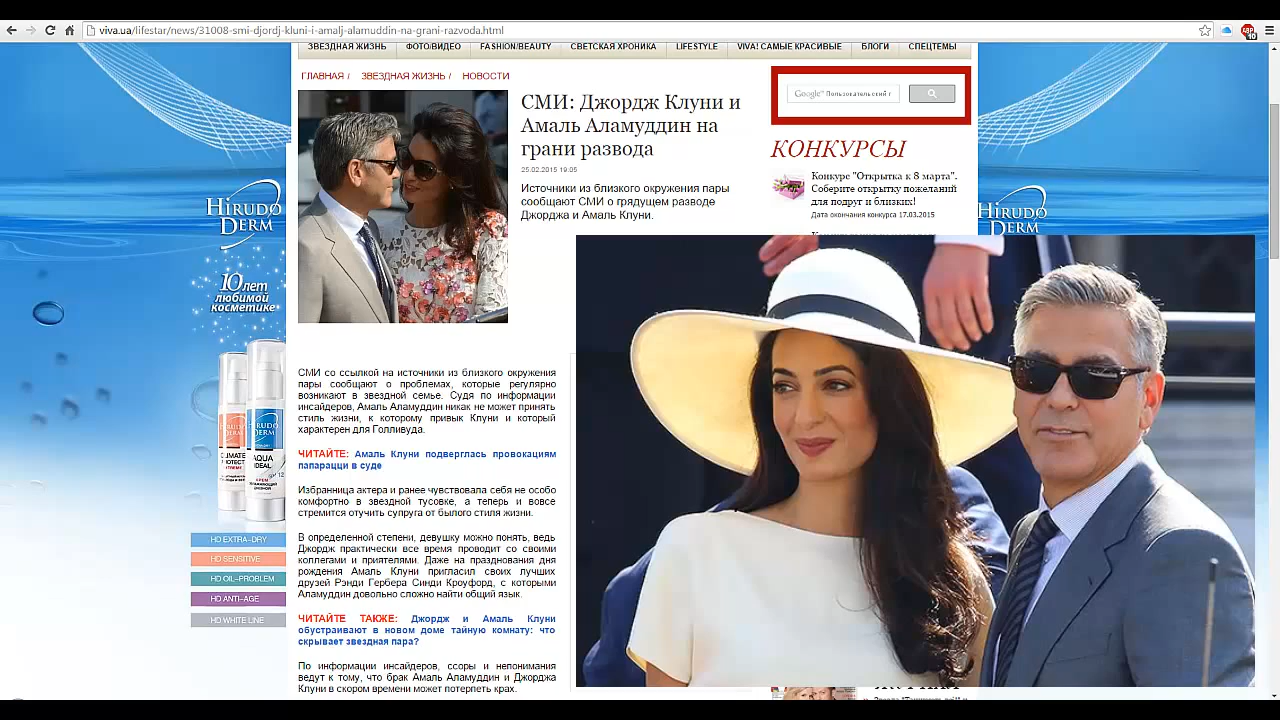 viva.ua/lifestar/news/31008-smi-djordj-kluni-i-amalj-alamuddin-na-grani-razvoda.html
ABP
10
ЗВЕЗДНАЯ ЖИЗНЬ
ФОТО/ВИДЕО
FASHION/BEAUTY
СВЕТСКАЯ ХРОНИКА
LIFESTYLE
VIVA! САМЫЕ КРАСИВЫЕ
БЛОГИ
СПЕЦТЕМЫ
ГЛАВНАЯ /
ЗВЕЗДНАЯ ЖИЗНЬ /
НОВОСТИ
СМИ: Джордж Клуни и
Амаль Аламуддин на
грани развода
25.02.2015 19:05
Источники из близкого окружения пары
сообщают СМИ о грядущем разводе
Джорджа и Амаль Клуни.
Google™ Пользовательский п
КОНКУРСЫ
Конкурс "Открытка к 8 марта".
Соберите открытку пожеланий
для подруг и близких!
Дата окончания конкурса 17.03.2015
HIRUDO
DERM
10 лет
любимой
косметике
HIRUDO
DERM
AQUA
IDEAL
HD EXTRA-DRY
HD SENSITIVE
HD OIL-PROBLEM
HD ANTI-AGE
HD WHITE LINE
HIRUDO
DERM
СМИ со ссылкой на источники из близкого окружения
пары сообщают о проблемах, которые регулярно
возникают в звездной семье. Судя по информации
инсайдеров, Амаль Аламуддин никак не может принять
стиль жизни, к которому привык Клуни и который
характерен для Голливуда.
ЧИТАЙТЕ: Амаль Клуни подверглась провокациям
папарацци в суде
Избранница актера и ранее чувствовала себя не особо
комфортно в звездной тусовке, а теперь и вовсе
стремится отучить супруга от былого стиля жизни.
В определенной степени, девушку можно понять, ведь
Джордж практически все время проводит со своими
коллегами и приятелями. Даже на празднования дня
рождения Амаль Клуни пригласил своих лучших
друзей Рэнди Гербера Синди Кроуфорд, с которыми
Аламуддин довольно сложно найти общий язык.
ЧИТАЙТЕ ТАКЖЕ: Джордж и Амаль Клуни
обустраивают в новом доме тайную комнату: что
скрывает звездная пара?
По информации инсайдеров, ссоры и непонимания
ведут к тому, что брак Амаль Аламуддин и Джорджа
Клуни в скором времени может потерпеть крах.